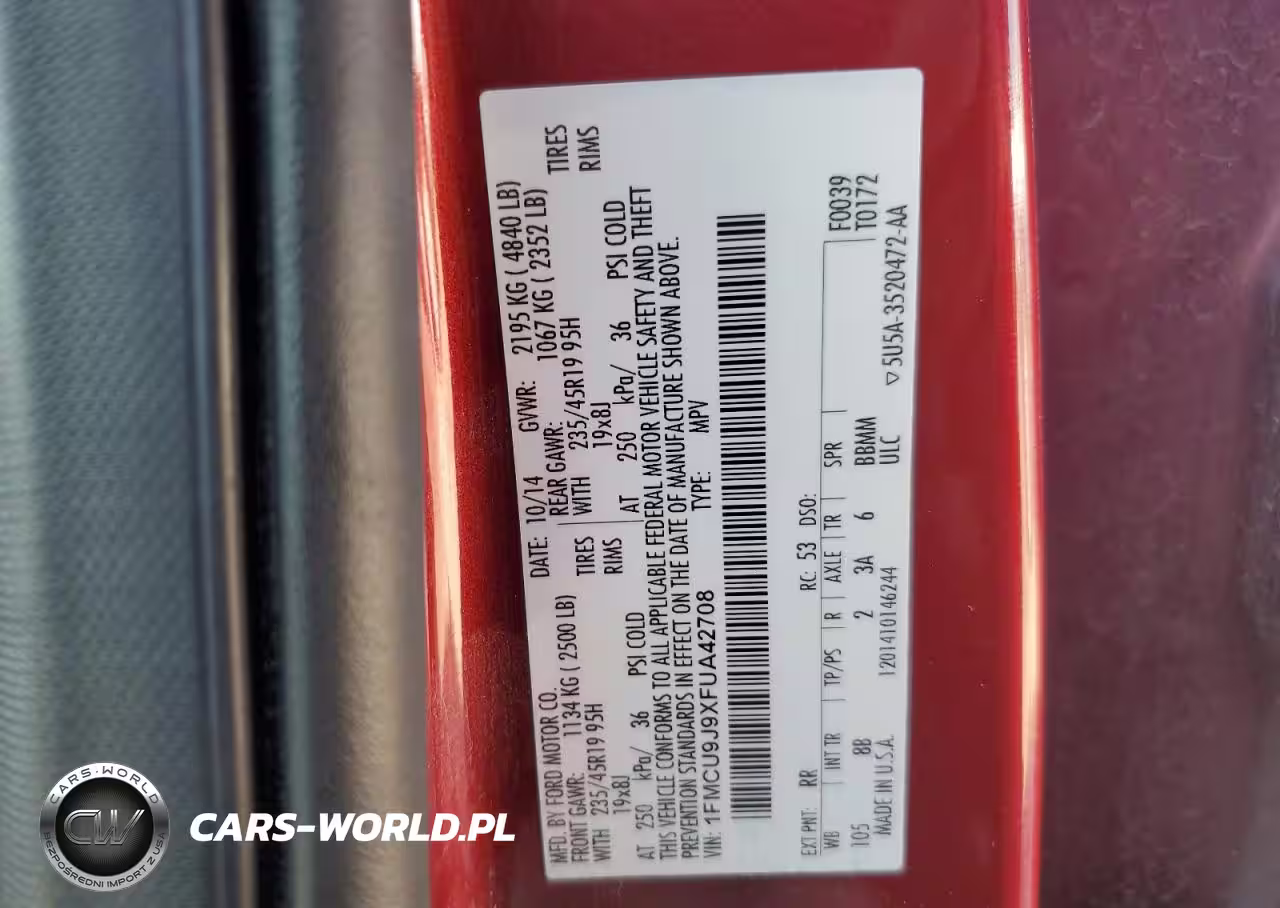 MFD. BY FORD MOTOR CO.
DATE: 10/14 GVWR: 2195 KG ( 4840 LB)
FRONT GAWR: 1134 KG ( 2500 LB)
REAR GAWR: 1067 KG ( 2352 LB)
WITH 235/45R19 95H TIRES
WITH 235/45R19 95H TIRES
19x8J RIMS
19x8J RIMS
AT 250 kPa/ 36 PSI COLD
AT 250 kPa/ 36 PSI COLD
THIS VEHICLE CONFORMS TO ALL APPLICABLE FEDERAL MOTOR VEHICLE SAFETY AND THEFT
PREVENTION STANDARDS IN EFFECT ON THE DATE OF MANUFACTURE SHOWN ABOVE.
VIN: 1FMCU9J9XFUA42708 TYPE: MPV
EXT PNT: RR RC: 53 DSO:
WB INT TR TP/PS R AXLE TR SPR F0039
105 8B 2 3A 6 BBMM T0172
MADE IN U.S.A. 1201410146244 ULC ▽5U5A-3520472-AA
CARS-WORLD
CW
BEZPOŚREDNI IMPORT Z USA
CARS-WORLD.PL